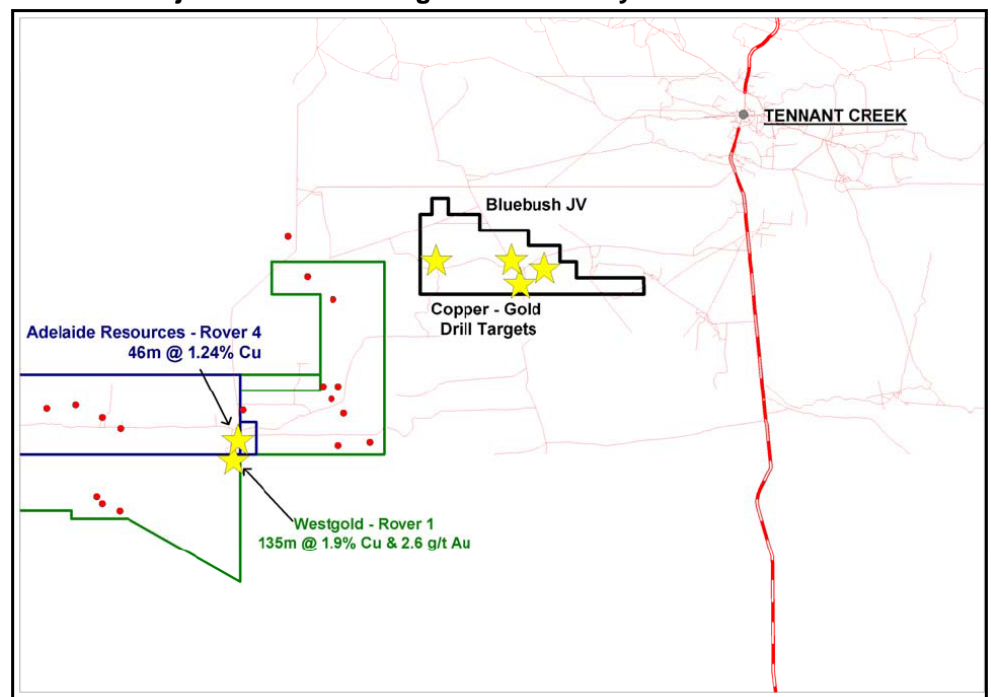 TENNANT CREEK
Bluebush JV
Copper - Gold
Drill Targets
Adelaide Resources - Rover 4
46m @ 1.24% Cu
Westgold - Rover 1
135m @ 1.9% Cu & 2.6 g/t Au